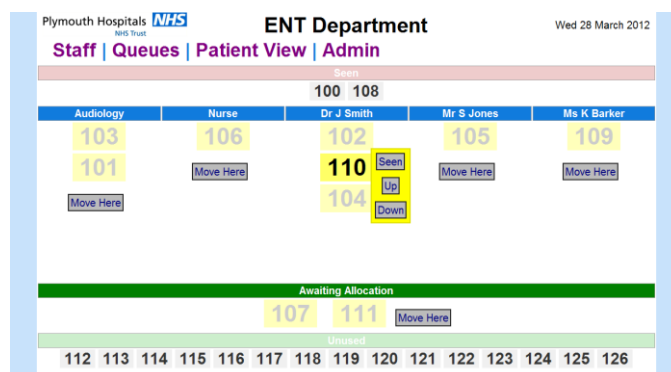 Plymouth Hospitals NHS
NHS Trust
ENT Department
Wed 28 March 2012
Staff | Queues | Patient View | Admin
Seen
100 108
Audiology Nurse Dr J Smith Mr S Jones Ms K Barker
103 106 102 105 109
101 Move Here 110 Seen Move Here Move Here
Up
Move Here 104 Down
Awaiting Allocation
107 111 Move Here
Unused
112 113 114 115 116 117 118 119 120 121 122 123 124 125 126